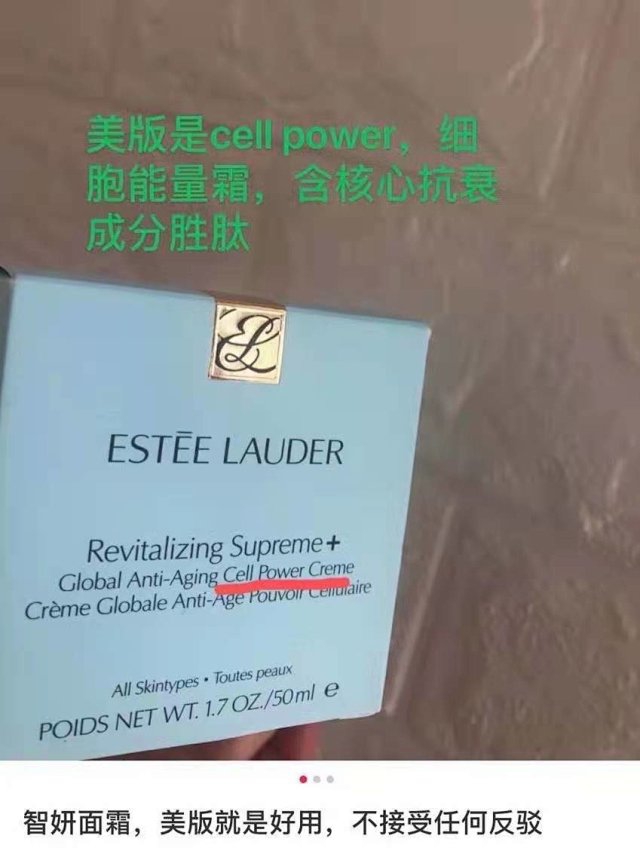 美版是cell power，细
胞能量霜，含核心抗衰
成分胜肽
ESTĒE LAUDER
Revitalizing Supreme+
Global Anti-Aging Cell Power Creme
Crème Globale Anti-Age Pouvoir Cellulaire
All Skintypes • Toutes peaux
POIDS NET WT. 1.7 OZ./50ml e
智妍面霜，美版就是好用，不接受任何反驳